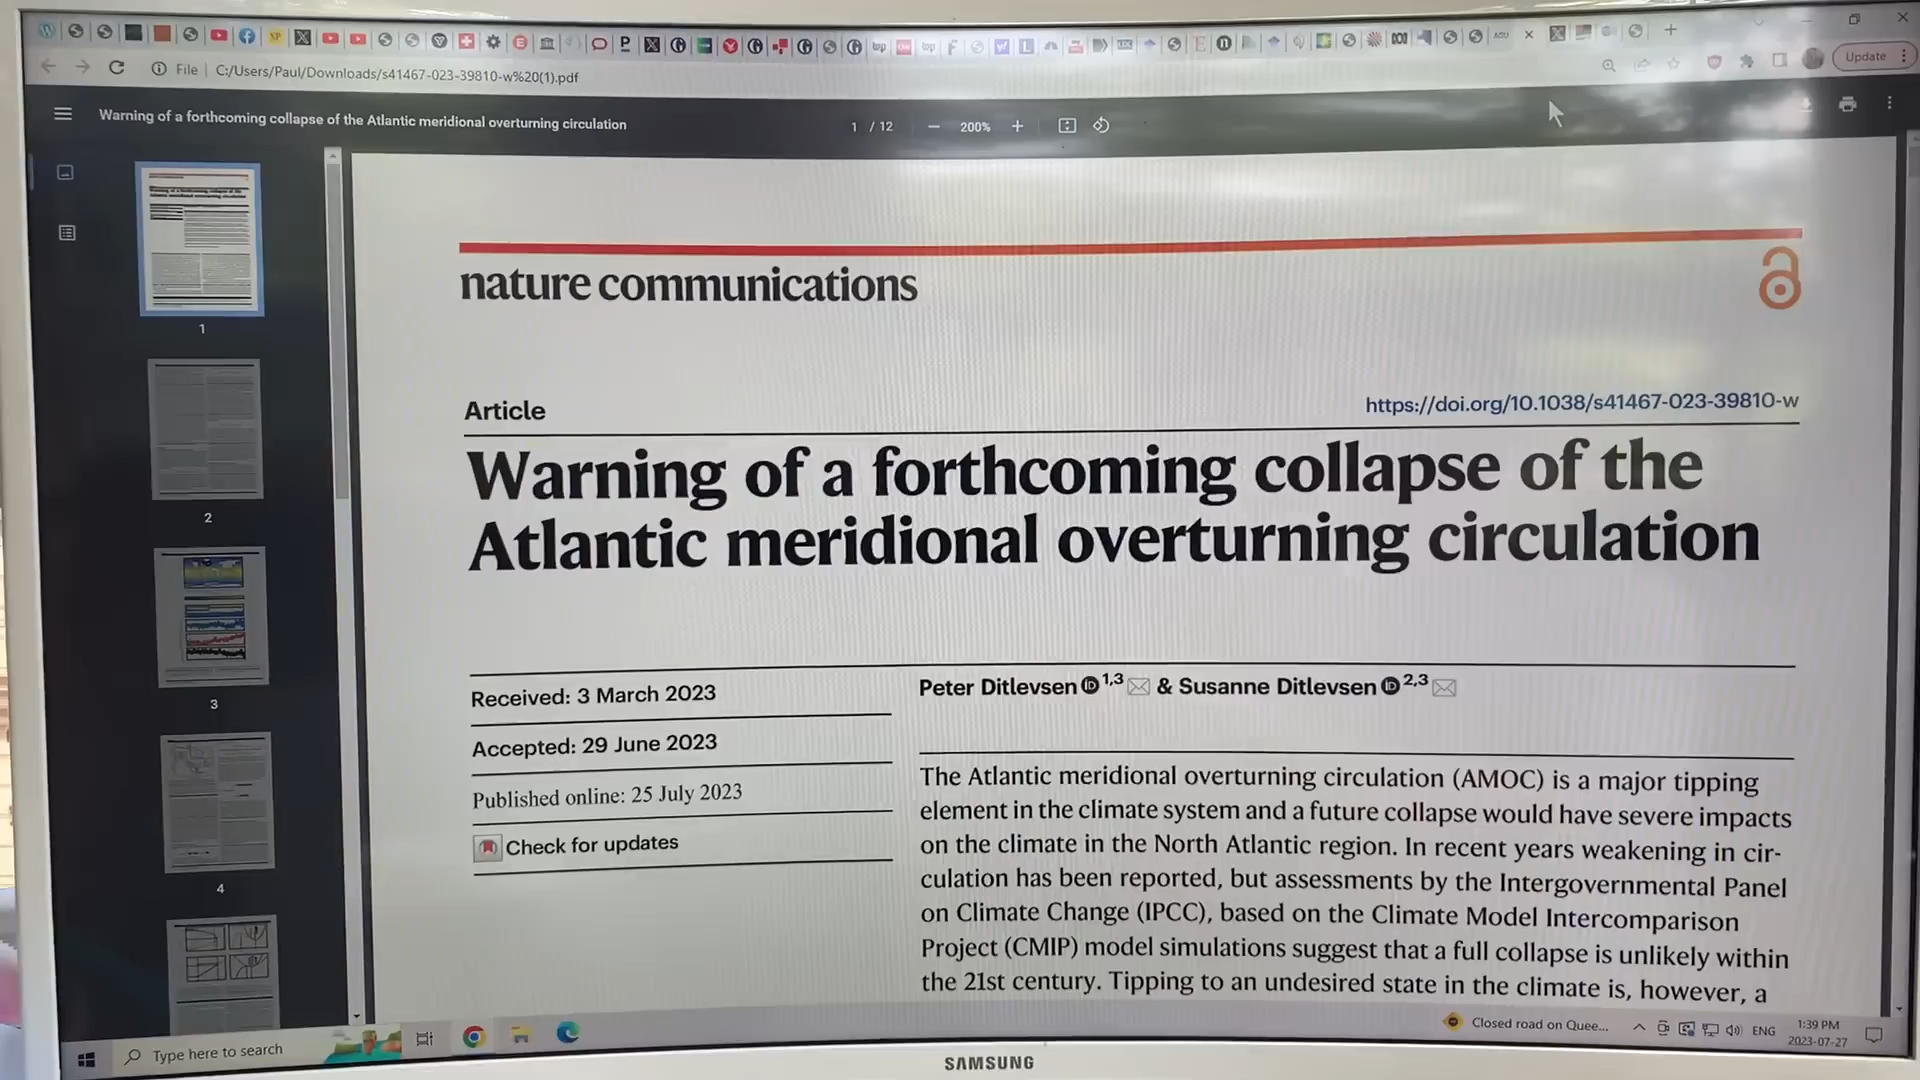 File
C:/Users/Paul/Downloads/s41467-023-39810-w%20(1).pdf
Update
Warning of a forthcoming collapse of the Atlantic meridional overturning circulation
1 / 12
200%
nature communications
Article
https://doi.org/10.1038/s41467-023-39810-w
Warning of a forthcoming collapse of the
Atlantic meridional overturning circulation
Received: 3 March 2023
Accepted: 29 June 2023
Published online: 25 July 2023
Check for updates
Peter Ditlevsen 1,3 & Susanne Ditlevsen 2,3
The Atlantic meridional overturning circulation (AMOC) is a major tipping
element in the climate system and a future collapse would have severe impacts
on the climate in the North Atlantic region. In recent years weakening in cir-
culation has been reported, but assessments by the Intergovernmental Panel
on Climate Change (IPCC), based on the Climate Model Intercomparison
Project (CMIP) model simulations suggest that a full collapse is unlikely within
the 21st century. Tipping to an undesired state in the climate is, however, a
1
2
3
4
Type here to search
Closed road on Quee...
ENG
1:39 PM
2023-07-27
SAMSUNG